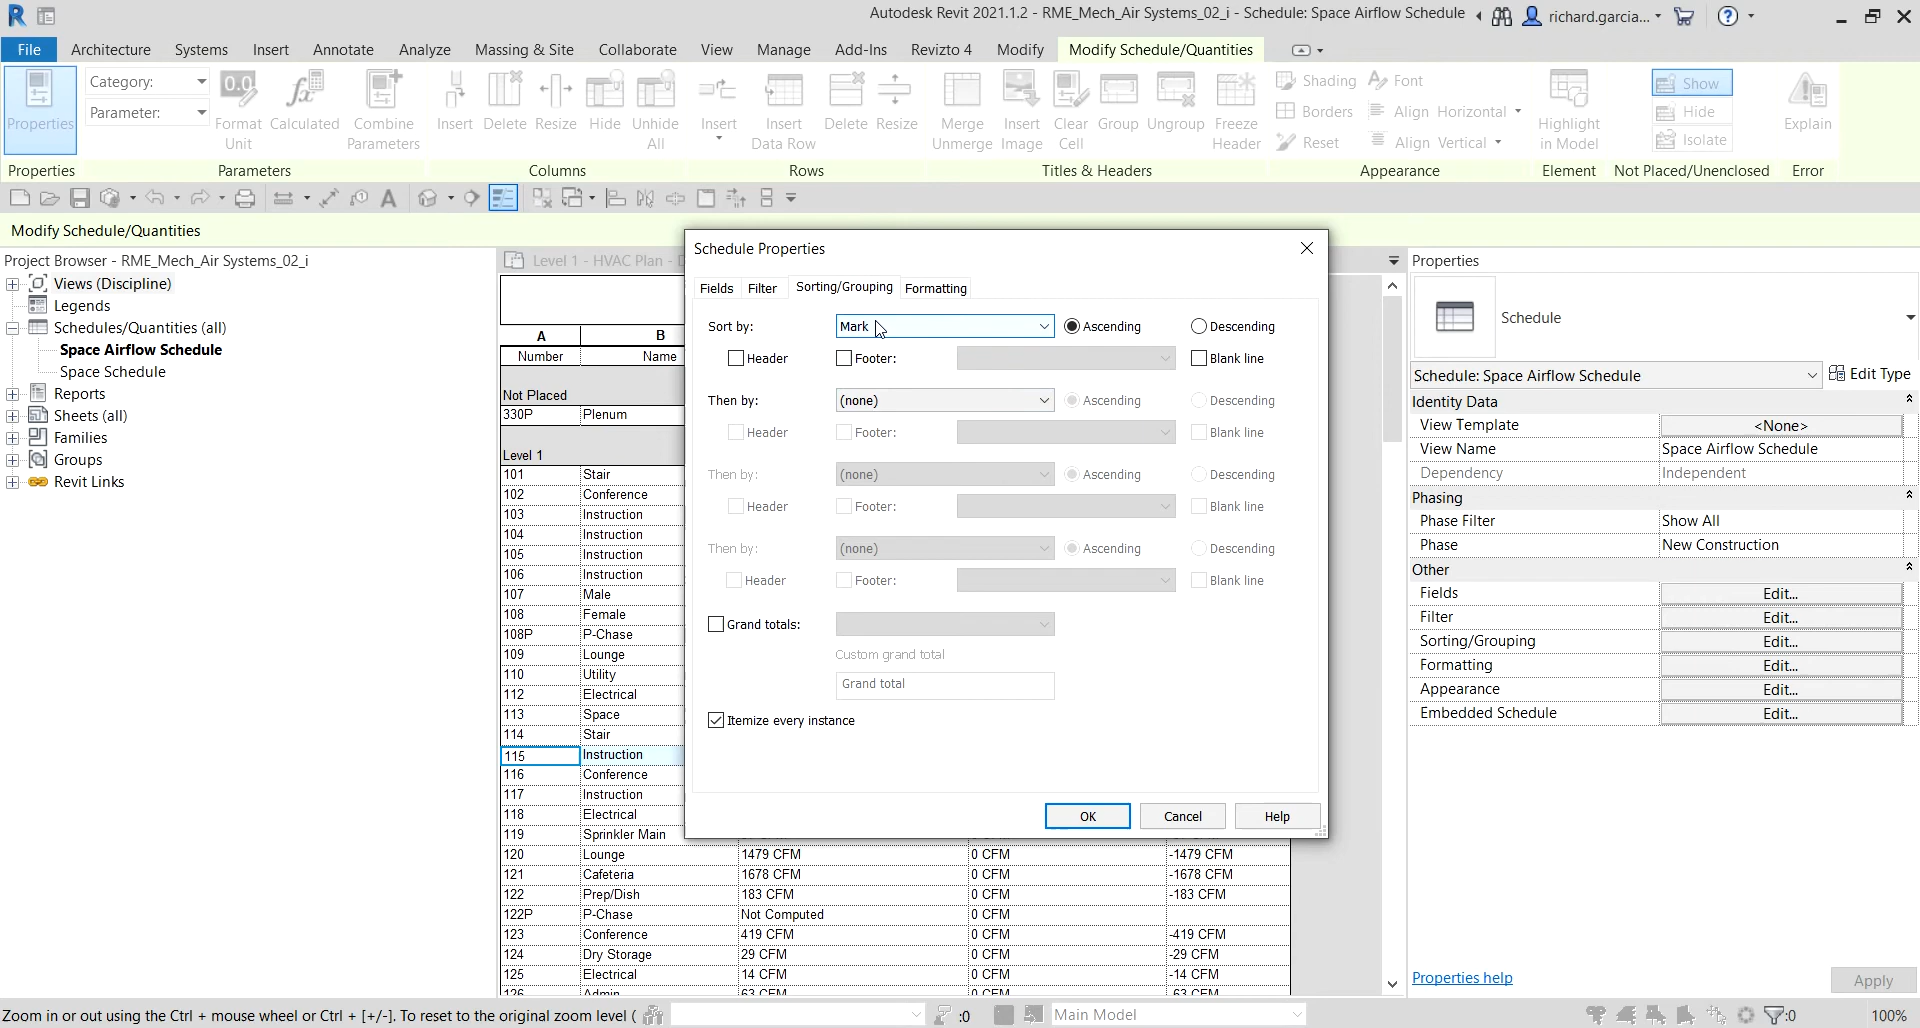 Autodesk Revit 2021.1.2 - RME_Mech_Air Systems_02_i - Schedule: Space Airflow Schedule
richard.garcia...
File Architecture Systems Insert Annotate Analyze Massing & Site Collaborate View Manage Add-Ins Revizto 4 Modify Modify Schedule/Quantities
Category:
Parameter:
Properties
Format Unit
Calculated
Combine Parameters
Insert Delete Resize Hide Unhide All
Insert
Insert Data Row
Delete Resize
Merge Unmerge
Insert Image
Clear Cell
Group Ungroup
Freeze Header
Shading
Borders
Reset
Font
Align Horizontal
Align Vertical
Highlight in Model
Show
Hide
Isolate
Explain
Properties Parameters Columns Rows Titles & Headers Appearance Element Not Placed/Unenclosed Error
Modify Schedule/Quantities
Project Browser - RME_Mech_Air Systems_02_i
Views (Discipline)
Legends
Schedules/Quantities (all)
Space Airflow Schedule
Space Schedule
Reports
Sheets (all)
Families
Groups
Revit Links
Level 1 - HVAC Plan -
A B
Number Name
Not Placed
330P Plenum
Level 1
101 Stair
102 Conference
103 Instruction
104 Instruction
105 Instruction
106 Instruction
107 Male
108 Female
108P P-Chase
109 Lounge
110 Utility
112 Electrical
113 Space
114 Stair
115 Instruction
116 Conference
117 Instruction
118 Electrical
119 Sprinkler Main
120 Lounge 1479 CFM 0 CFM -1479 CFM
121 Cafeteria 1678 CFM 0 CFM -1678 CFM
122 Prep/Dish 183 CFM 0 CFM -183 CFM
122P P-Chase Not Computed 0 CFM
123 Conference 419 CFM 0 CFM -419 CFM
124 Dry Storage 29 CFM 0 CFM -29 CFM
125 Electrical 14 CFM 0 CFM -14 CFM
126 Admin 63 CFM 0 CFM -63 CFM
Schedule Properties
Fields Filter Sorting/Grouping Formatting
Sort by: Mark Ascending Descending
Header Footer: Blank line
Then by: (none) Ascending Descending
Header Footer: Blank line
Then by: (none) Ascending Descending
Header Footer: Blank line
Then by: (none) Ascending Descending
Header Footer: Blank line
Grand totals:
Custom grand total
Grand total
Itemize every instance
OK Cancel Help
Properties
Schedule
Schedule: Space Airflow Schedule Edit Type
Identity Data
View Template <None>
View Name Space Airflow Schedule
Dependency Independent
Phasing
Phase Filter Show All
Phase New Construction
Other
Fields Edit...
Filter Edit...
Sorting/Grouping Edit...
Formatting Edit...
Appearance Edit...
Embedded Schedule Edit...
Properties help Apply
Zoom in or out using the Ctrl + mouse wheel or Ctrl + [+/-]. To reset to the original zoom level ( :0 Main Model :0 100%